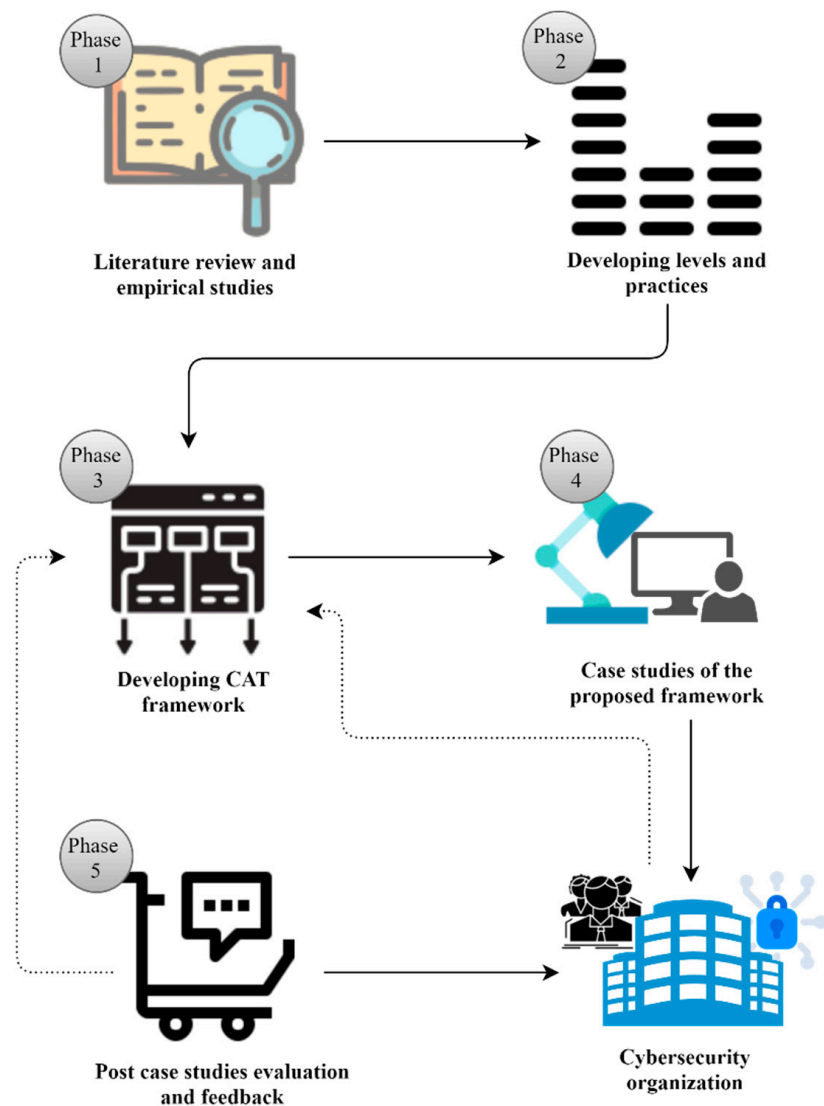 Phase
1
Literature review and
empirical studies
Phase
2
Developing levels and
practices
Phase
3
Developing CAT
framework
Phase
4
Case studies of the
proposed framework
Phase
5
Post case studies evaluation
and feedback
Cybersecurity
organization